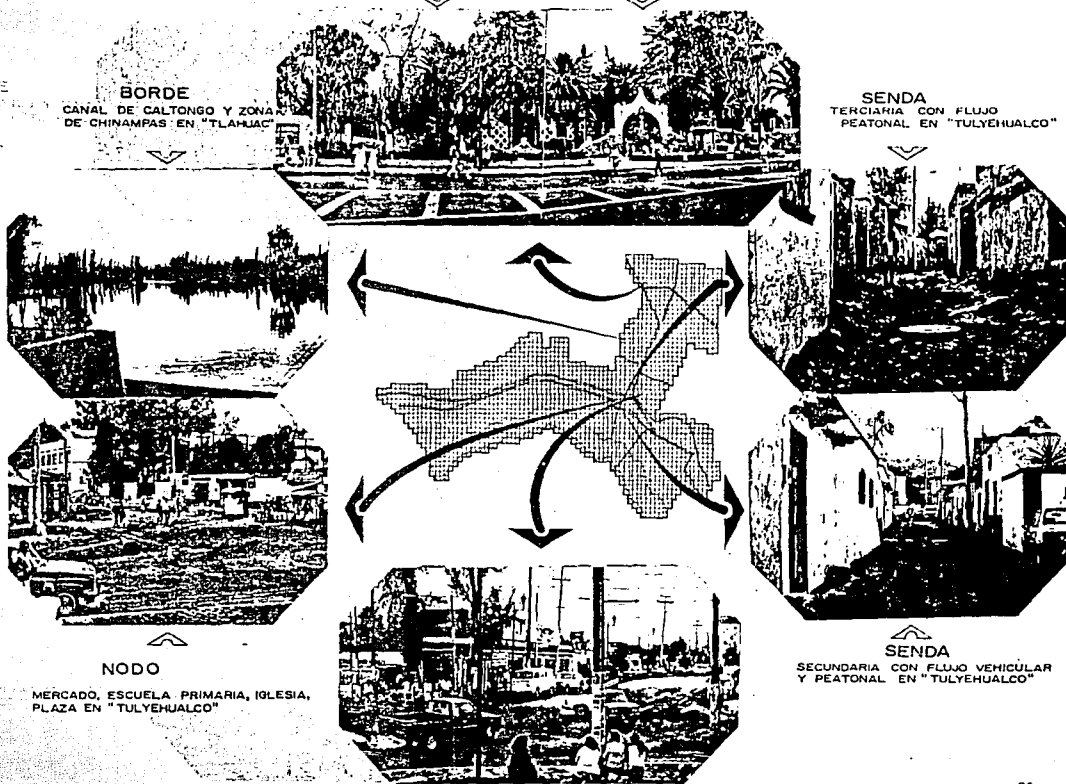 BORDE
CANAL DE CALTONGO Y ZONA
DE CHINAMPAS EN "TLAHUAC"
SENDA
TERCIARIA CON FLUJO
PEATONAL EN "TULYEHUALCO"
NODO
MERCADO, ESCUELA PRIMARIA, IGLESIA,
PLAZA EN "TULYEHUALCO"
SENDA
SECUNDARIA CON FLUJO VEHICULAR
Y PEATONAL EN "TULYEHUALCO"